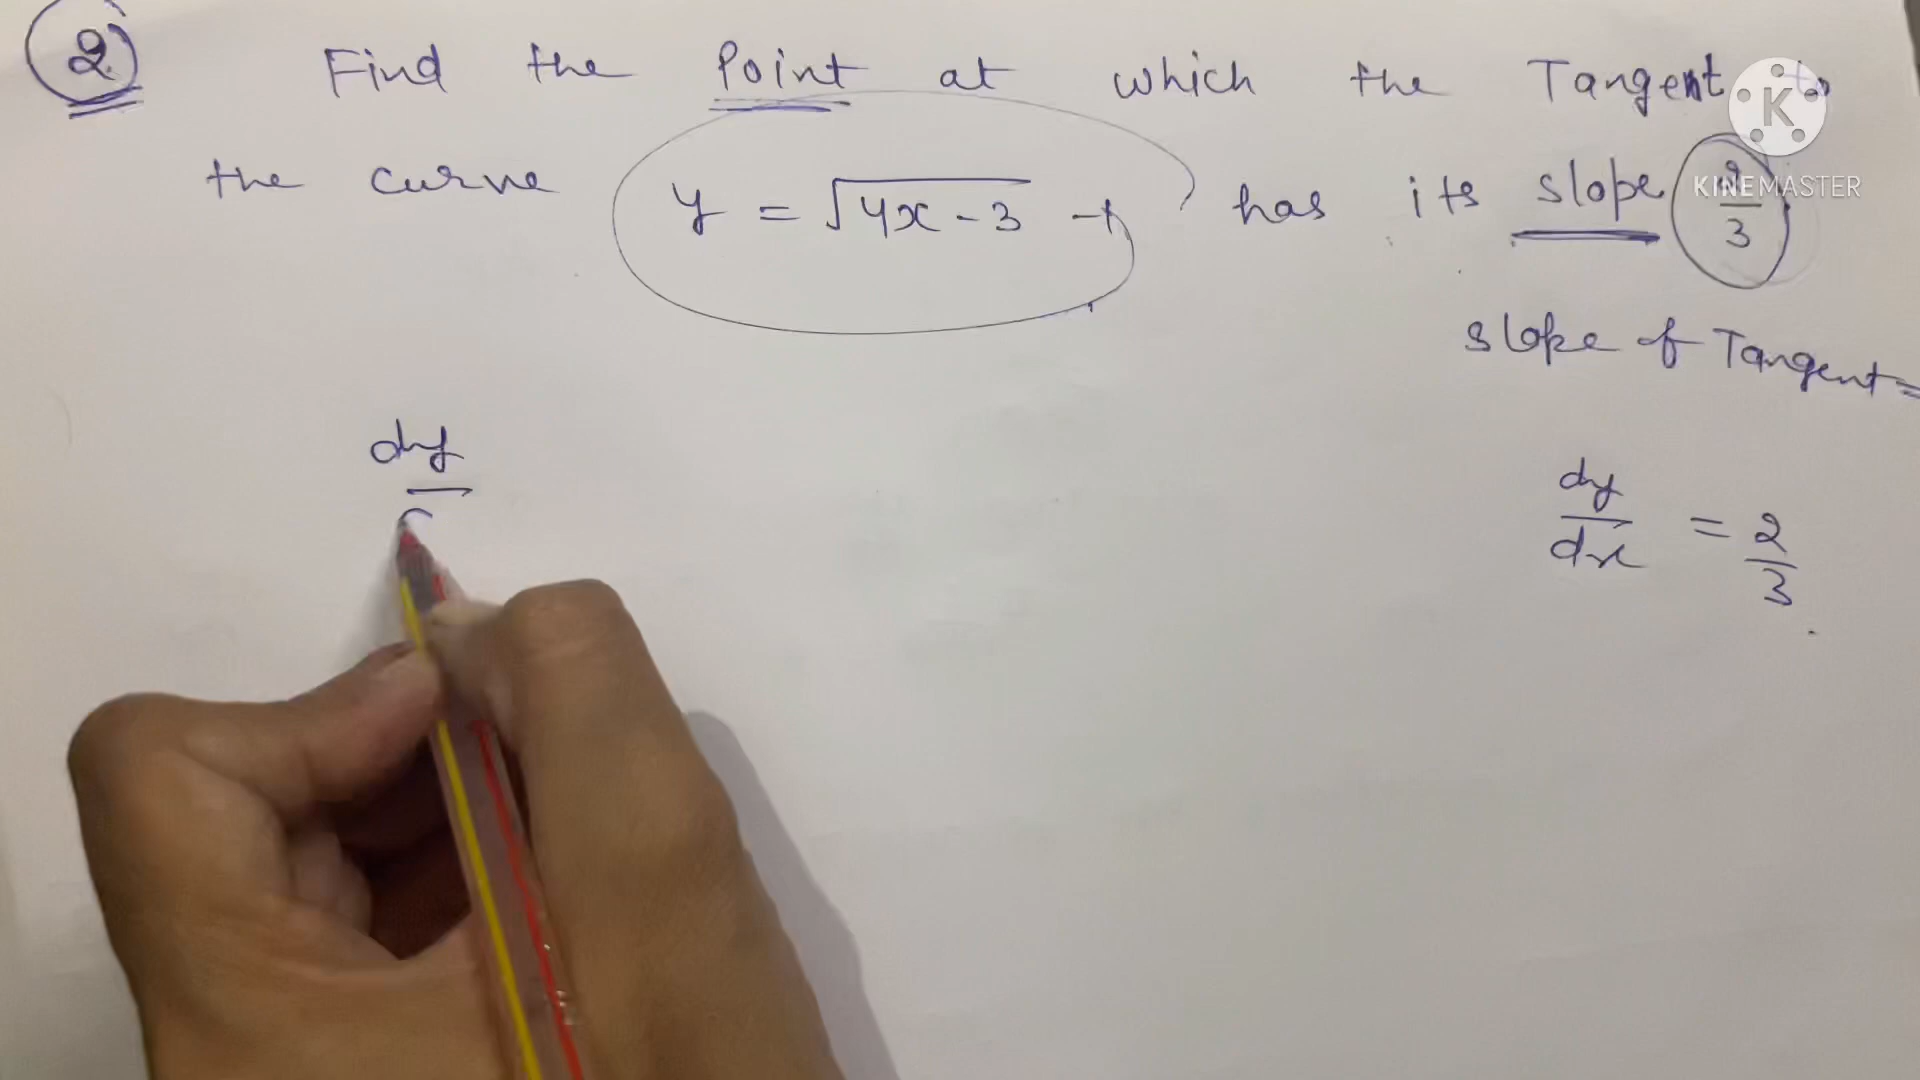 2 Find the Point at which the Tangent to
the curve y = √4x - 3 - 1 has its slope 2/3
slope of Tangent =
dy/dx = 2/3
dy
K
KINEMASTER